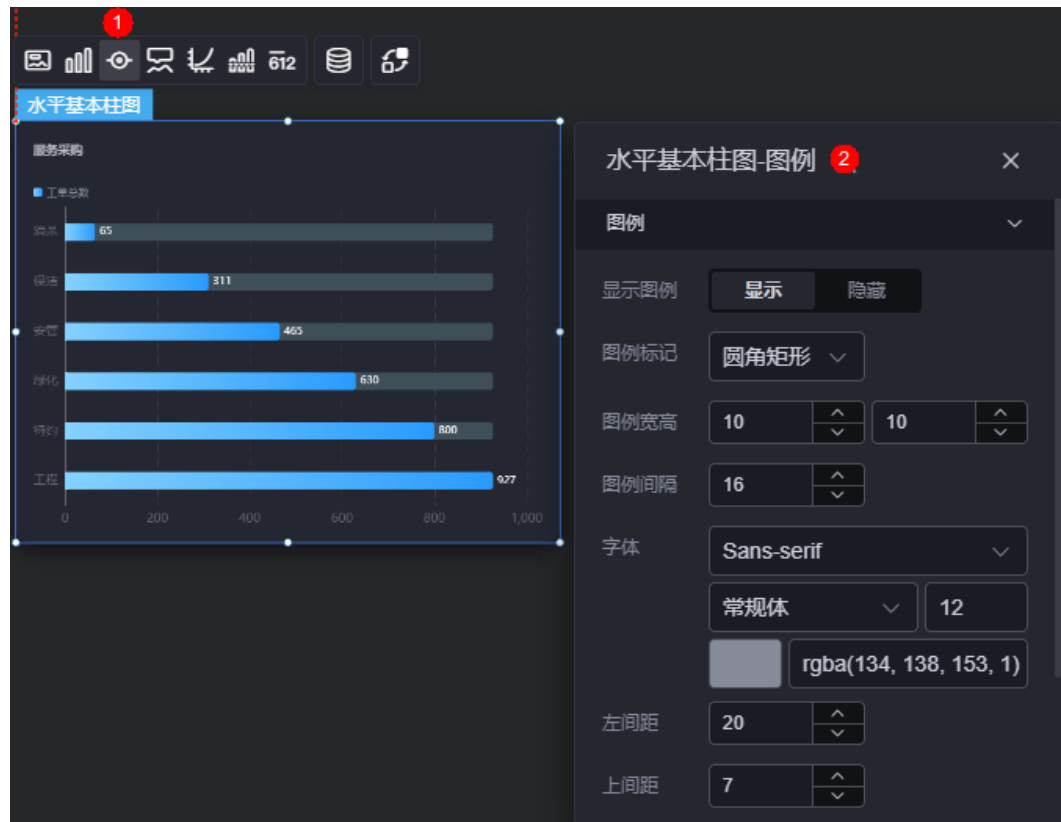 1
612
水平基本柱图
服务采购
工单总数
65
保洁 311
安管 465
绿化 630
特约 800
工程 927
0 200 400 600 800 1,000
水平基本柱图-图例 2
图例
显示图例 显示 隐藏
图例标记 圆角矩形
图例宽高 10 10
图例间隔 16
字体 Sans-serif
常规体 12
rgba(134, 138, 153, 1)
左间距 20
上间距 7